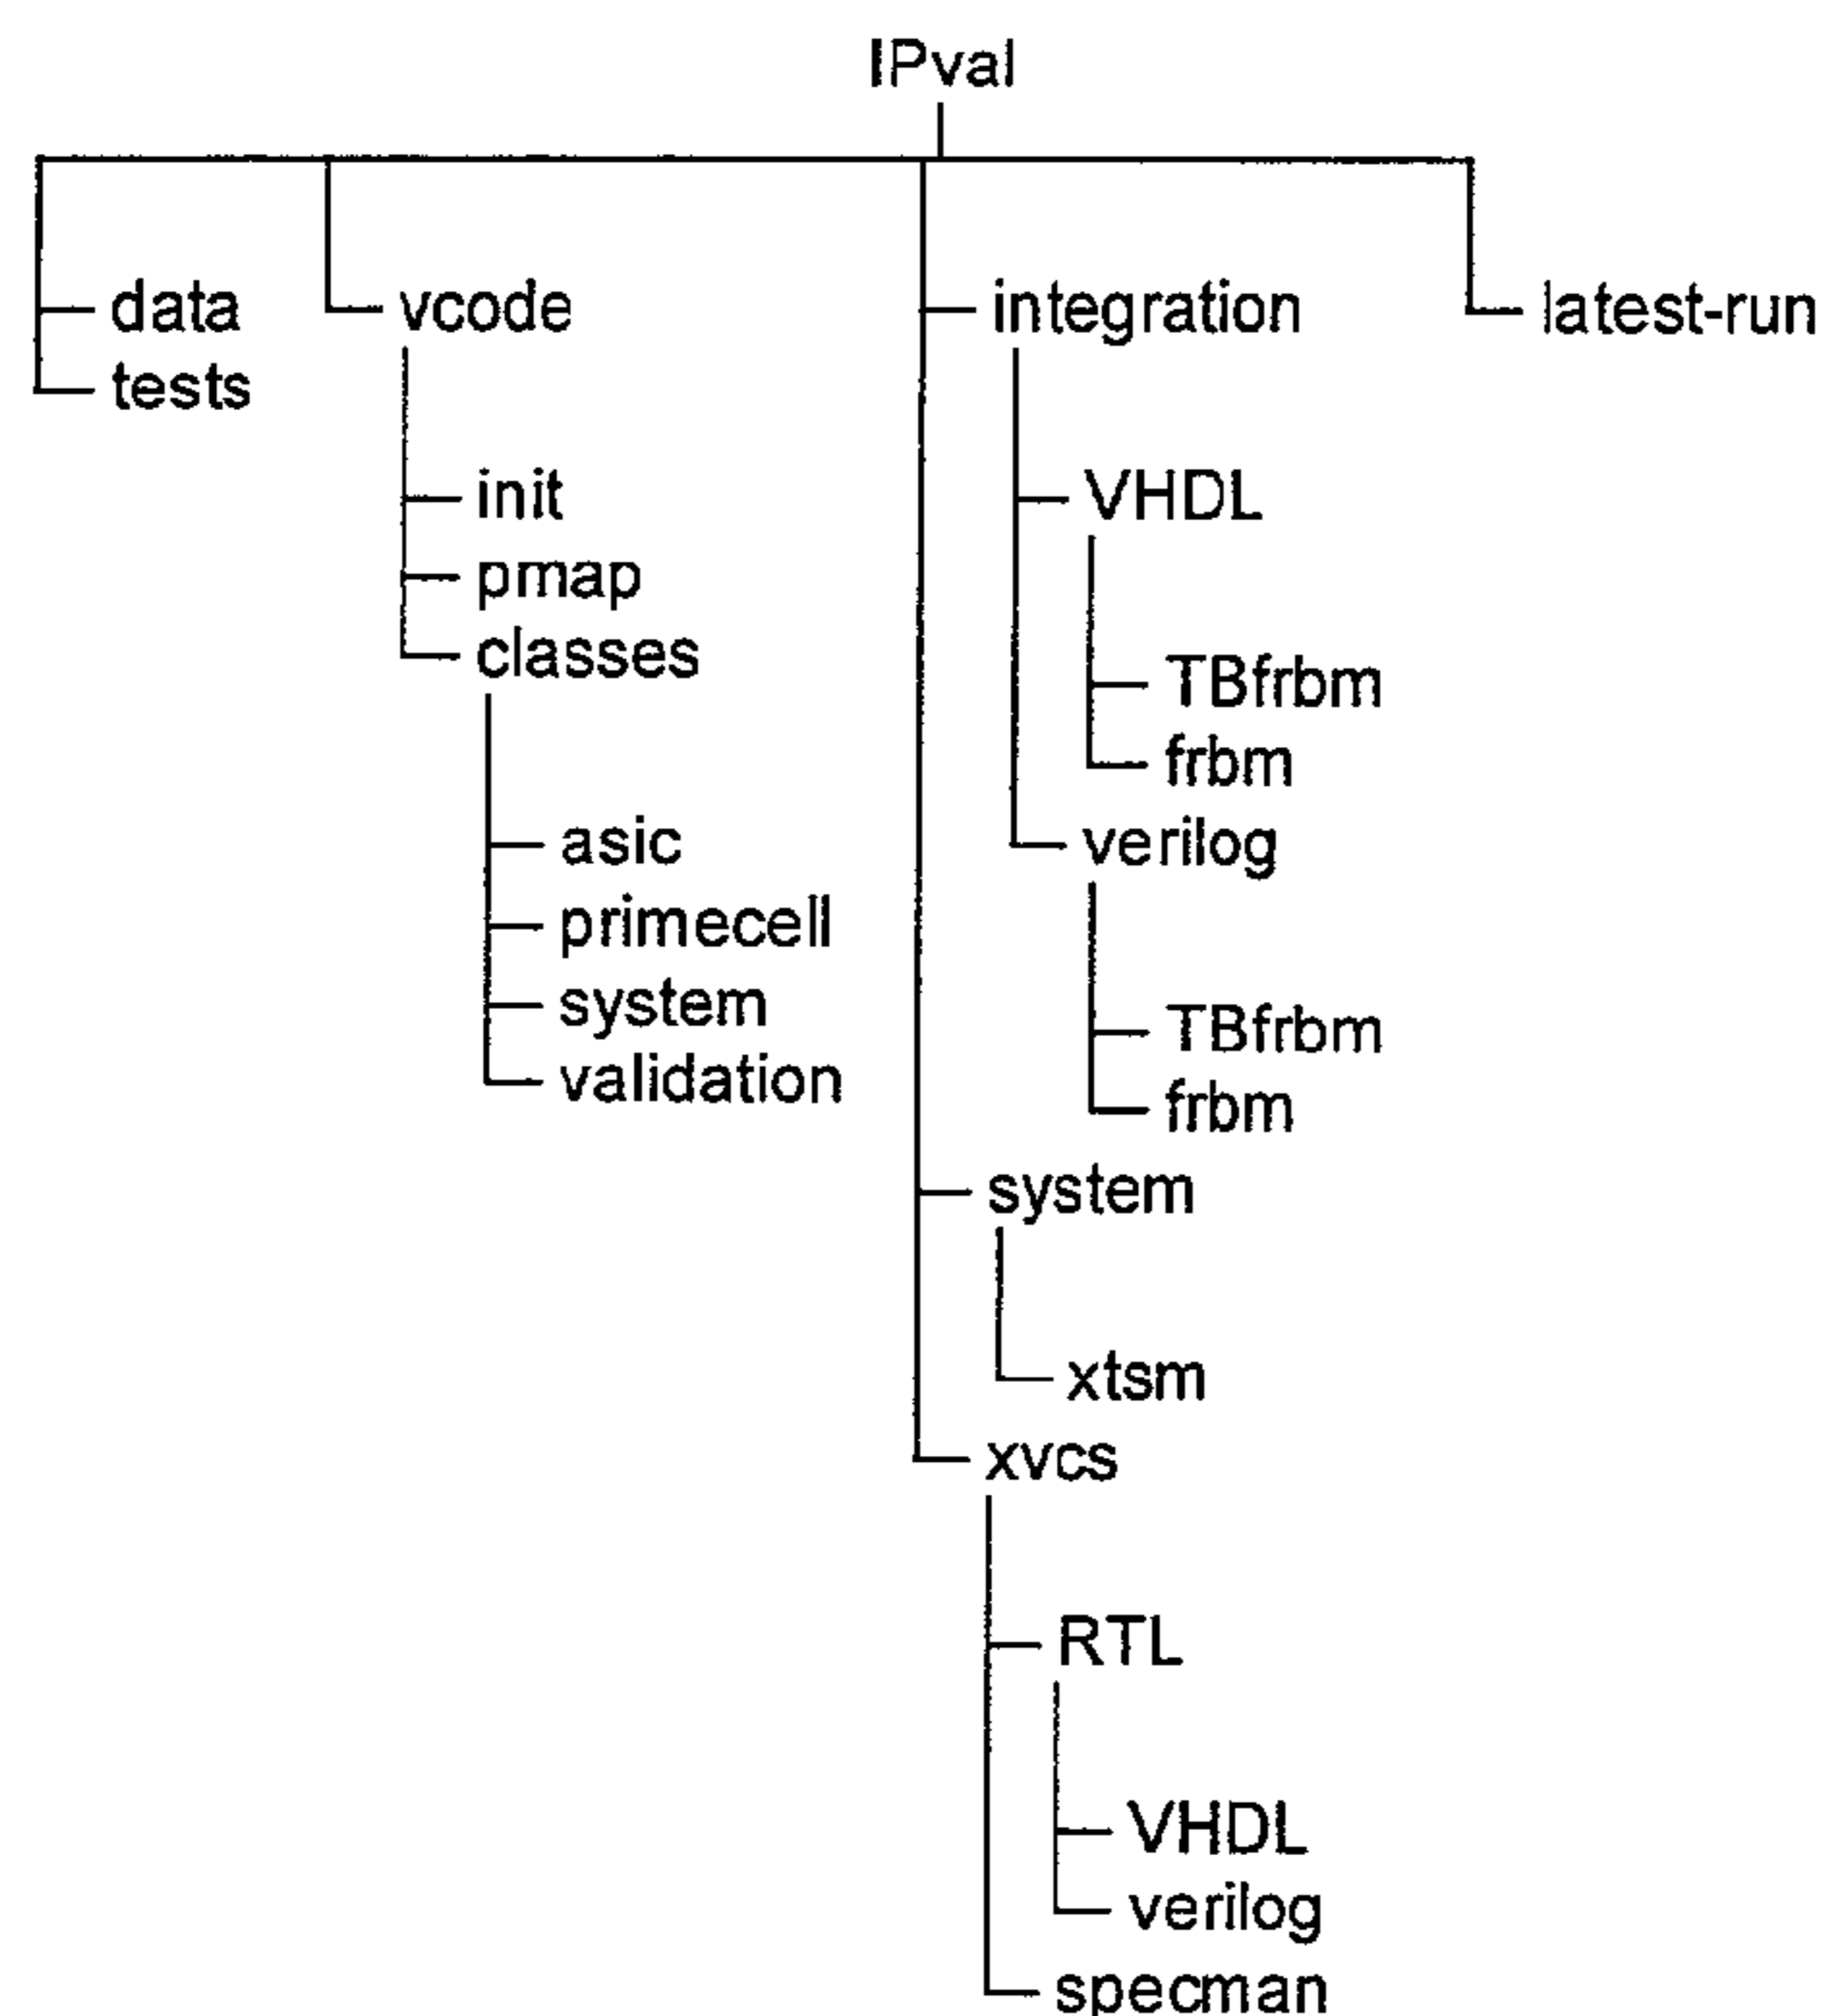 IPval
data
tests
vcode
init
pmap
classes
asic
primecell
system
validation
integration
VHDL
TBfrbm
frbm
verilog
TBfrbm
frbm
system
xtsm
xvcs
RTL
VHDL
verilog
specman
latest-run